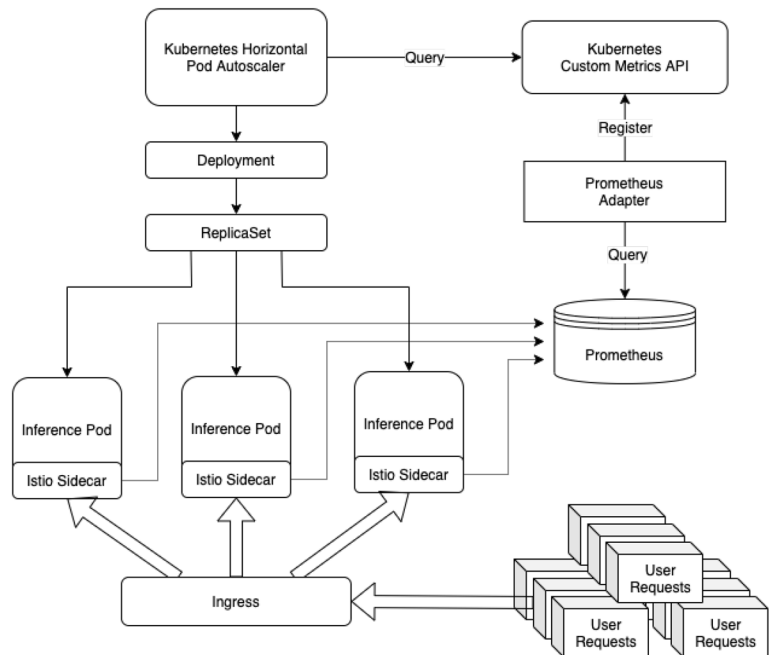 Kubernetes Horizontal
Pod Autoscaler
Query
Kubernetes
Custom Metrics API
Register
Deployment
Prometheus
Adapter
ReplicaSet
Query
Prometheus
Inference Pod
Istio Sidecar
Inference Pod
Istio Sidecar
Inference Pod
Istio Sidecar
User
Requests
Ingress
User
Requests
User
Requests